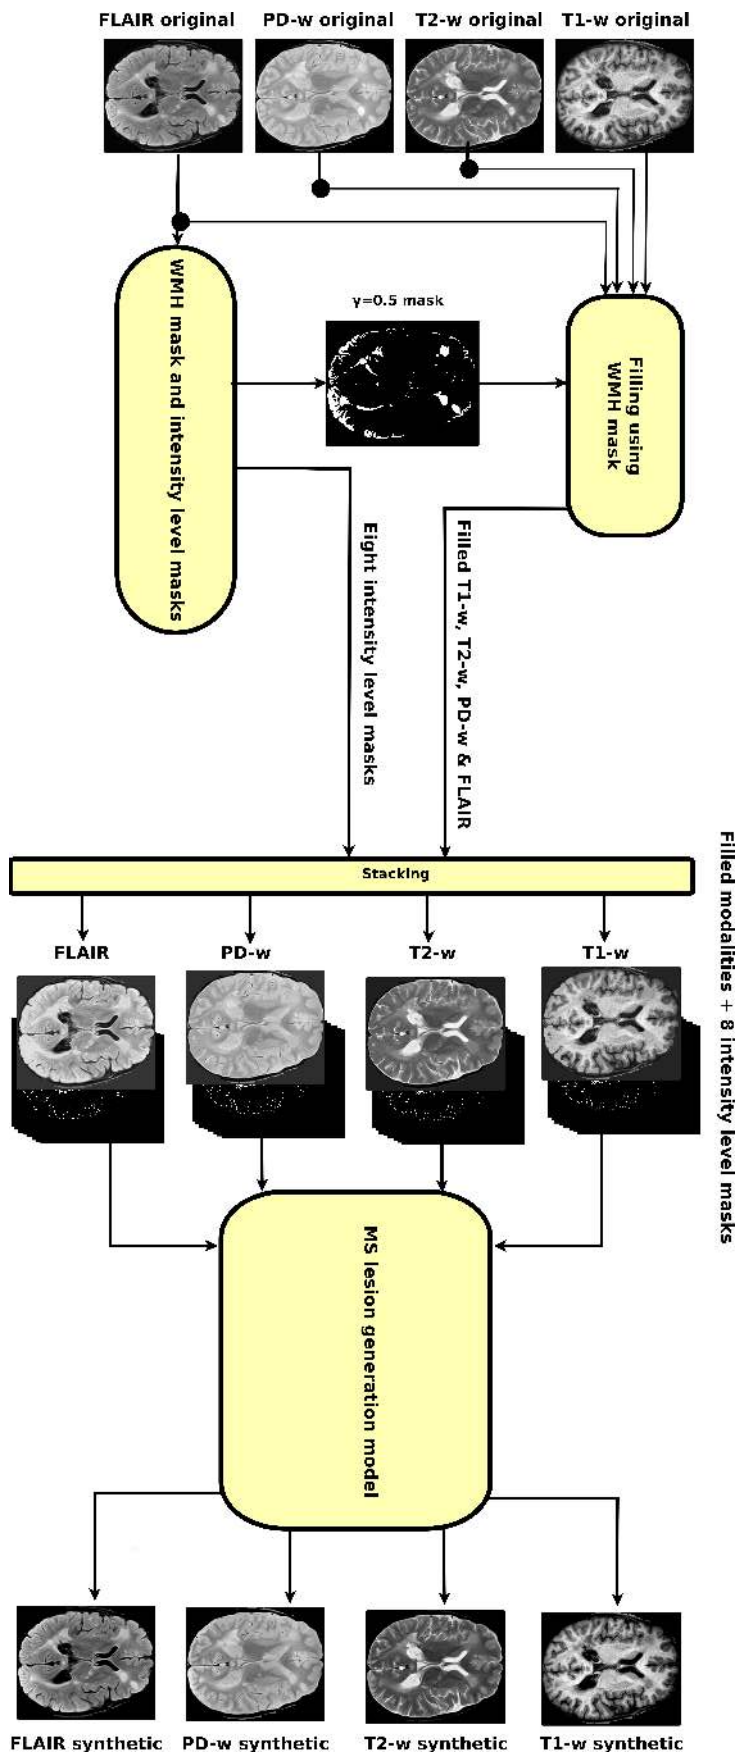 FLAIR original
PD-w original
T2-w original
T1-w original
WMH mask and intensity level masks
γ=0.5 mask
Filling using
WMH mask
Eight intensity level masks
Filled T1-w, T2-w, PD-w & FLAIR
Stacking
Filled modalities + 8 intensity level masks
FLAIR
PD-w
T2-w
T1-w
MS lesion generation model
FLAIR synthetic
PD-w synthetic
T2-w synthetic
T1-w synthetic